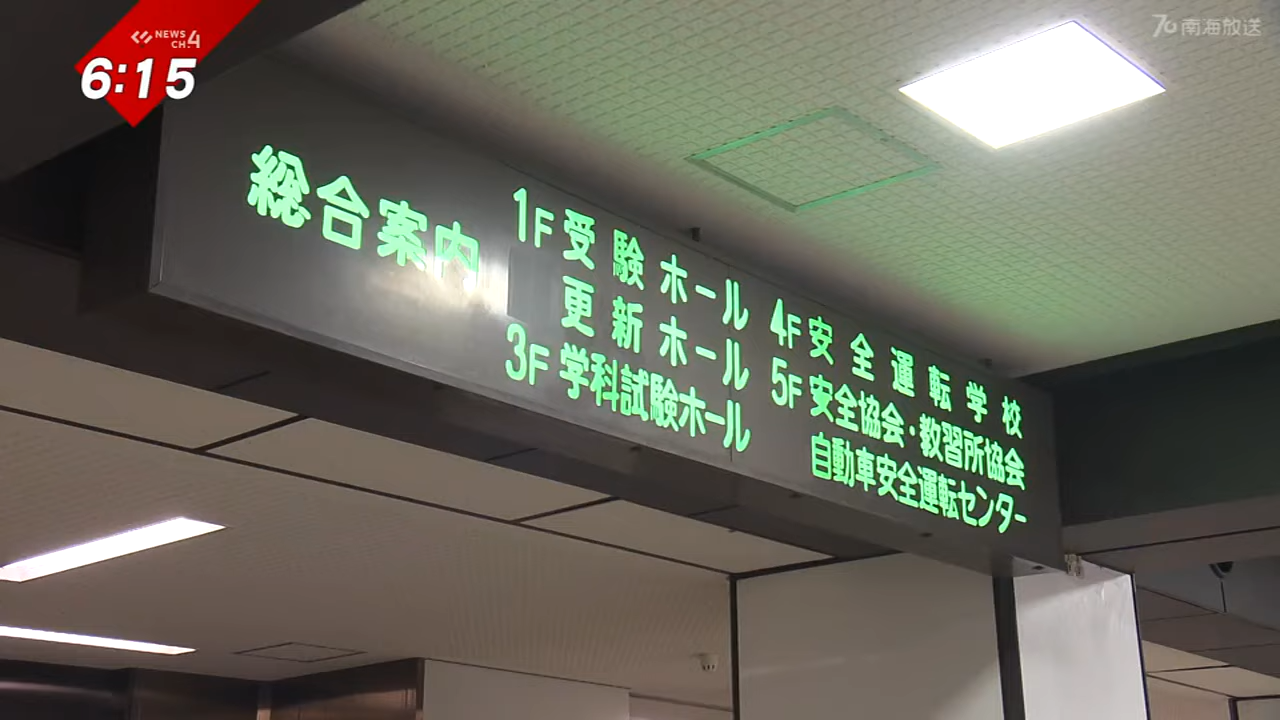 NEWS
CH.4
6:15
70 南海放送
総合案内
1F 受験ホール
更新ホール
3F 学科試験ホール
4F 安全運転学校
5F 安全協会・教習所協会
自動車安全運転センター